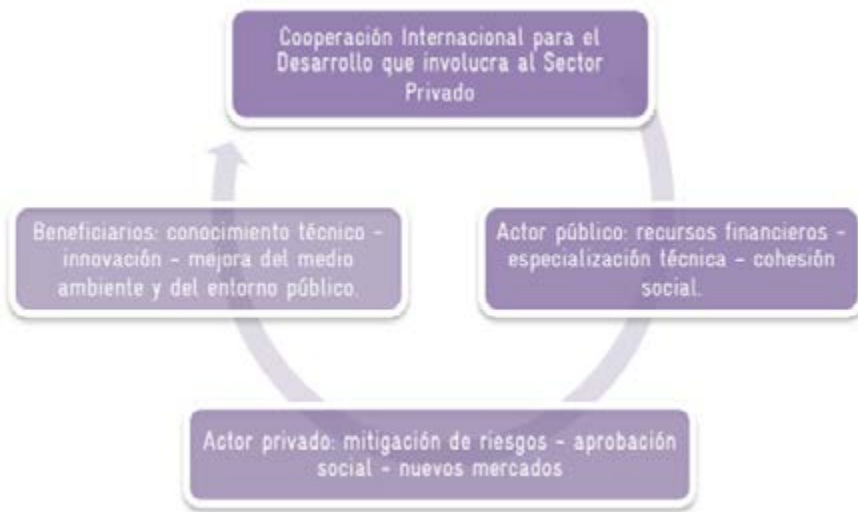 Cooperación Internacional para el
Desarrollo que involucra al Sector
Privado
Actor público: recursos financieros -
especialización técnica - cohesión
social.
Actor privado: mitigación de riesgos - aprobación
social - nuevos mercados
Beneficiarios: conocimiento técnico -
innovación - mejora del medio
ambiente y del entorno público.